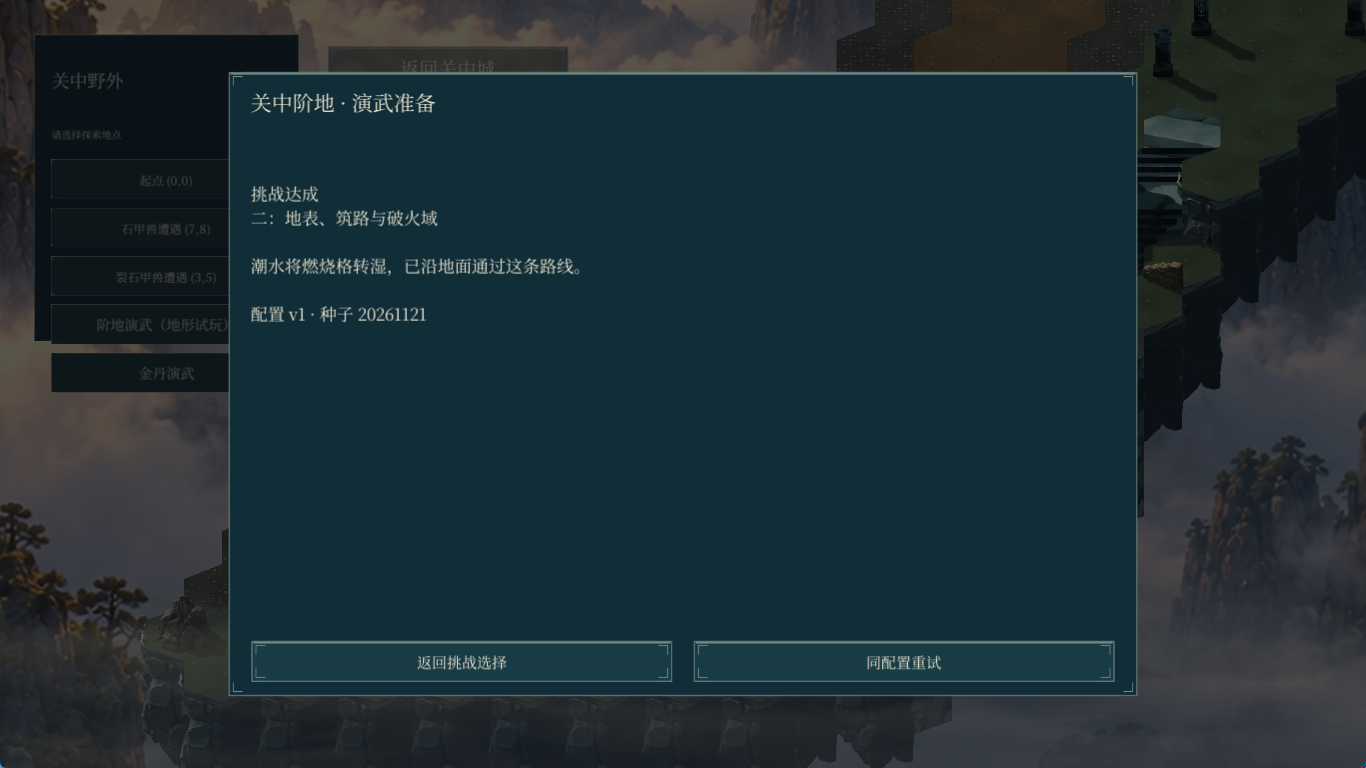 关中野外
返回关中城
请选择探索地点
起点 (0,0)
石甲兽遭遇 (7,8)
裂石甲兽遭遇 (3,5)
阶地演武（地形试玩）
金丹演武
关中阶地 · 演武准备
挑战达成
二：地表、筑路与破火域
潮水将燃烧格转湿，已沿地面通过这条路线。
配置 v1 · 种子 20261121
返回挑战选择
同配置重试